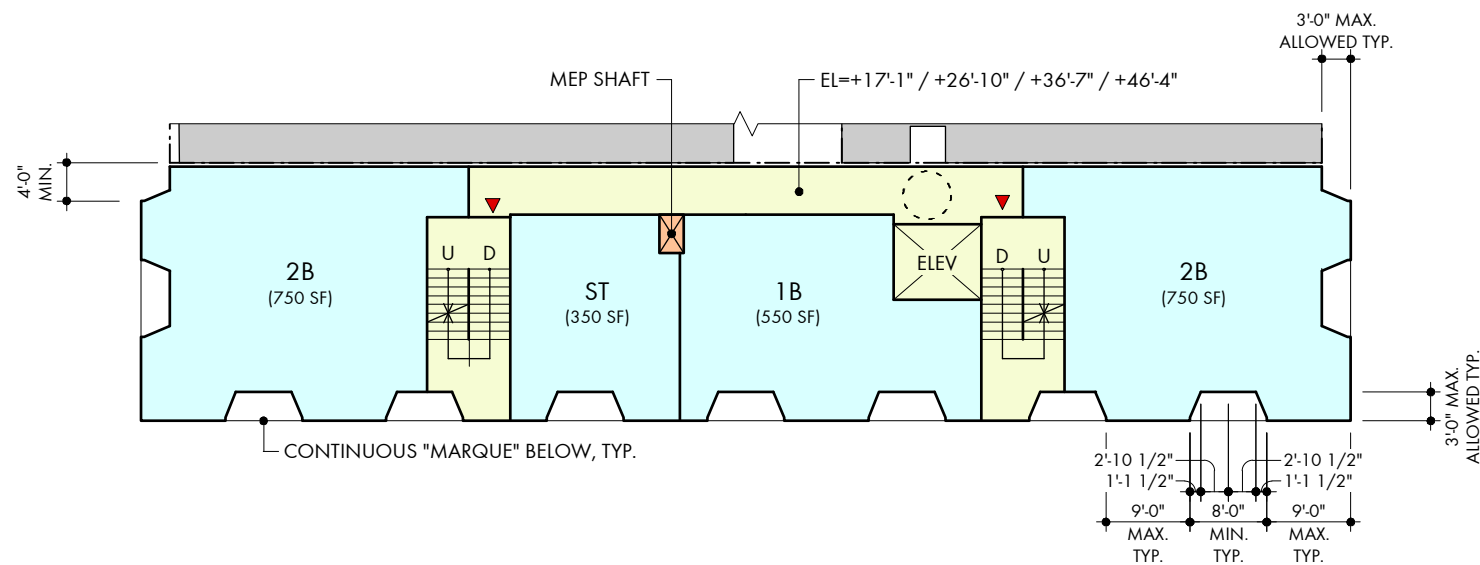 3'-0" MAX.
ALLOWED TYP.
MEP SHAFT
EL=+17'-1" / +26'-10" / +36'-7" / +46'-4"
4'-0"
MIN.
U D
ELEV
D U
2B
(750 SF)
ST
(350 SF)
1B
(550 SF)
2B
(750 SF)
3'-0" MAX.
ALLOWED TYP.
CONTINUOUS "MARQUE" BELOW, TYP.
2'-10 1/2" 2'-10 1/2"
1'-1 1/2" 1'-1 1/2"
9'-0" 8'-0" 9'-0"
MAX. MIN. MAX.
TYP. TYP. TYP.